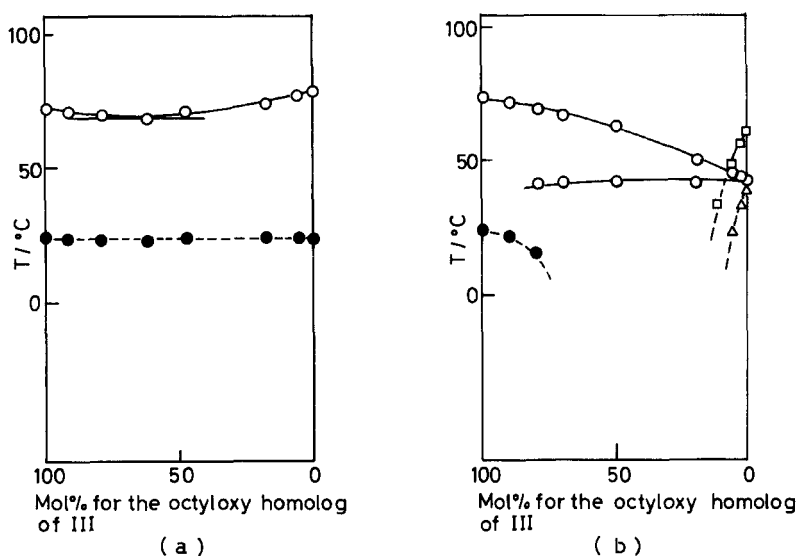 100
50
0
T/°C
100 50 0
Mol% for the octyloxy homolog
of III
(a)
100
50
0
T/°C
100 50 0
Mol% for the octyloxy homolog
of III
(b)